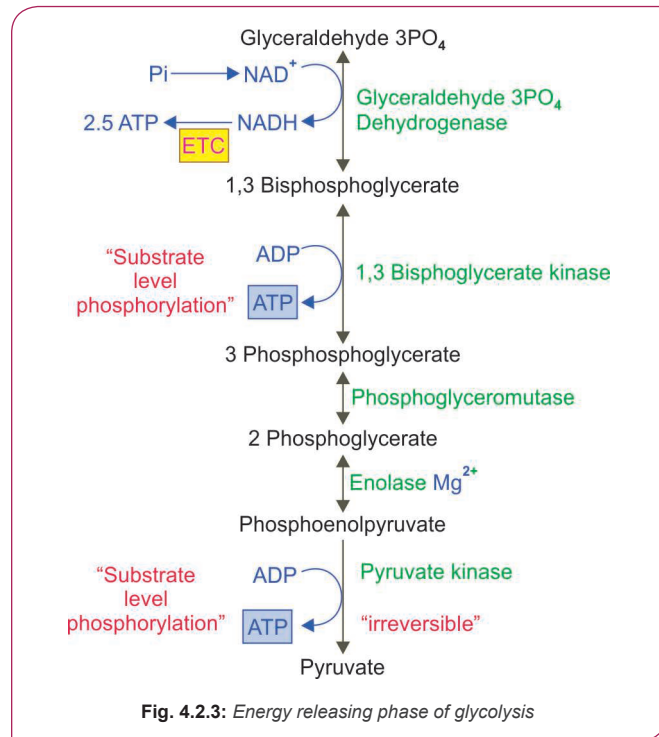 Glyceraldehyde 3PO4
Pi
NAD+
Glyceraldehyde 3PO4
Dehydrogenase
2.5 ATP
NADH
ETC
1,3 Bisphosphoglycerate
"Substrate
level
phosphorylation"
ADP
ATP
1,3 Bisphoglycerate kinase
3 Phosphosphoglycerate
Phosphoglyceromutase
2 Phosphoglycerate
Enolase Mg2+
Phosphoenolpyruvate
"Substrate
level
phosphorylation"
ADP
ATP
Pyruvate kinase
"irreversible"
Pyruvate
Fig. 4.2.3: Energy releasing phase of glycolysis